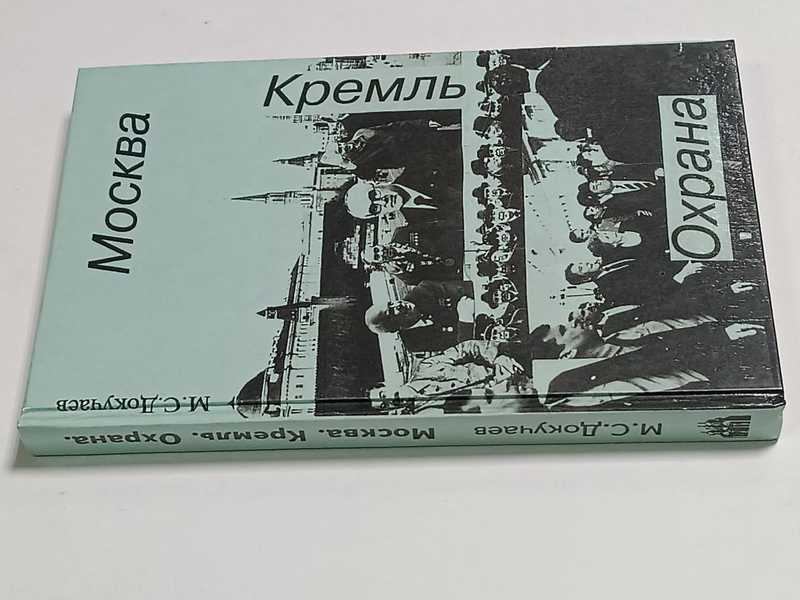 М.С.Докучаев
Москва
Кремль
Охрана
М.С.Докучаев Москва. Кремль. Охрана.